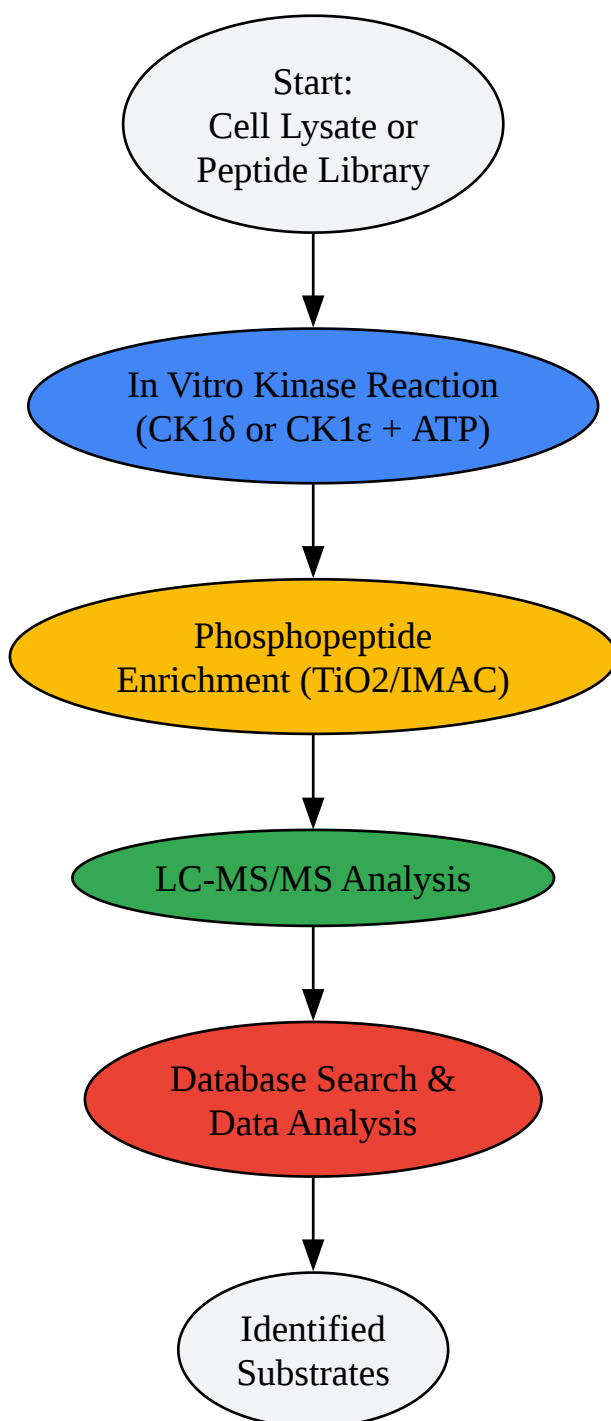 Start:
Cell Lysate or
Peptide Library
In Vitro Kinase Reaction
(CK1δ or CK1ε + ATP)
Phosphopeptide
Enrichment (TiO2/IMAC)
LC-MS/MS Analysis
Database Search &
Data Analysis
Identified
Substrates